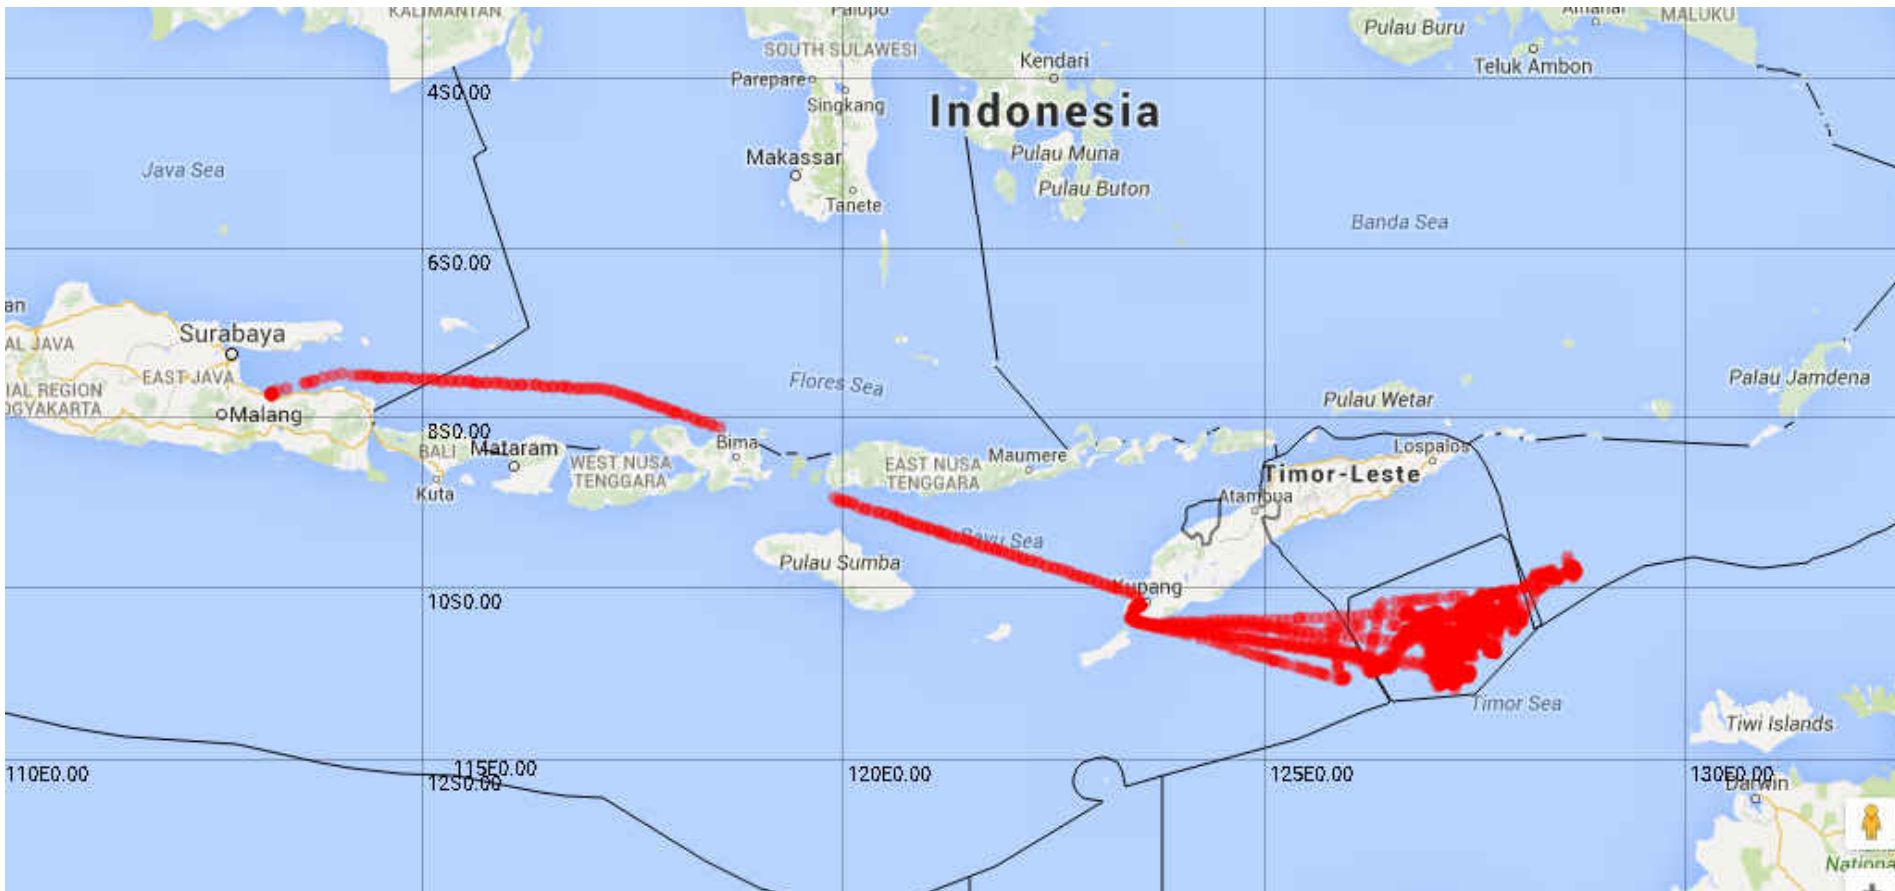 KALIMANTAN
Palopo
Pulau Buru
MALUKU
SOUTH SULAWESI
Kendari
Teluk Ambon
Parepare
4S0.00
Singkang
Indonesia
Java Sea
Makassar
Pulau Muna
Pulau Buton
Tanete
Banda Sea
6S0.00
an
Surabaya
AL JAVA
EAST JAVA
Flores Sea
Palau Jamdena
IAL REGION
OGYAKARTA
Pulau Wetar
Malang
8S0.00
BALI
Mataram
Bima
Maumere
Lospalos
WEST NUSA
TENGGARA
EAST NUSA
TENGGARA
Timor-Leste
Kuta
Atambua
Savu Sea
Pulau Sumba
Kupang
10S0.00
Timor Sea
Tiwi Islands
110E0.00
115E0.00
12S0.00
120E0.00
125E0.00
130E0.00
Darwin
Nationa